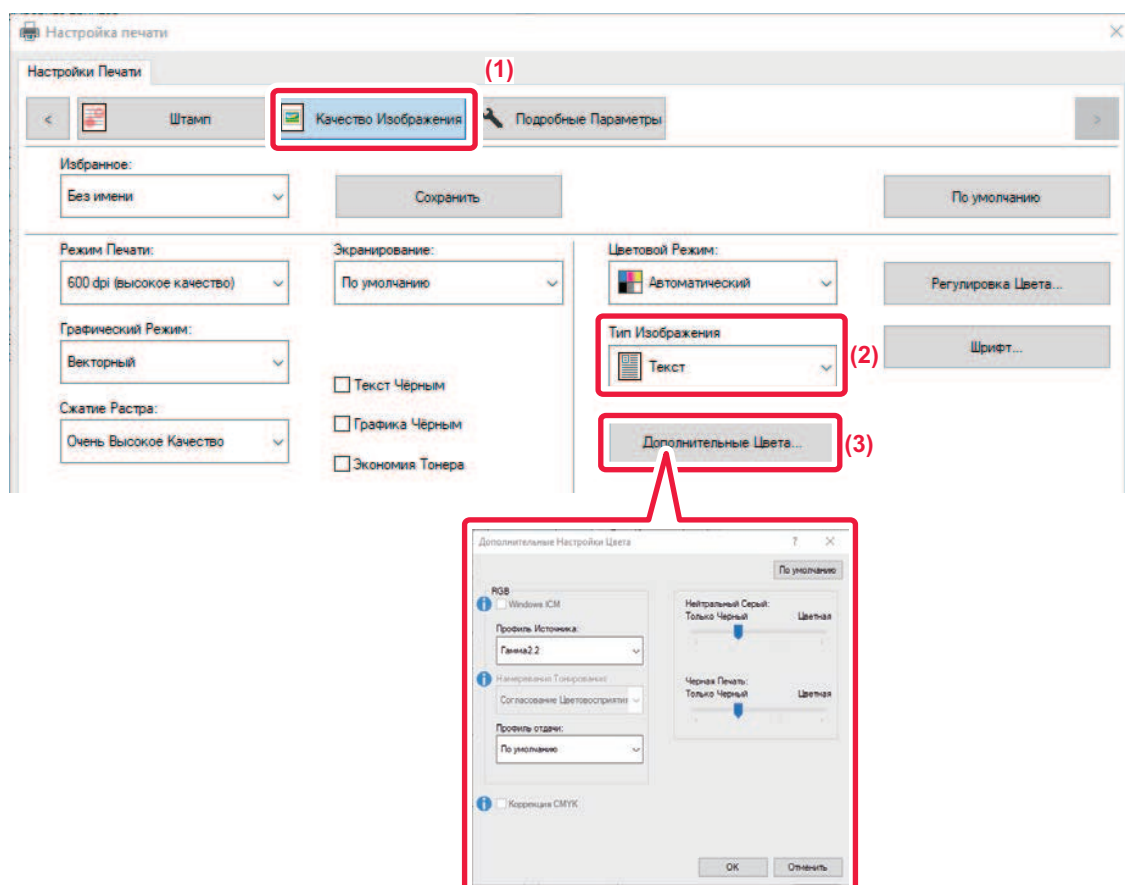 Настройка печати
Настройки Печати
(1)
<
Штамп
Качество Изображения
Подробные Параметры
>
Избранное:
Без имени
Сохранить
По умолчанию
Режим Печати:
600 dpi (высокое качество)
Экранирование:
По умолчанию
Цветовой Режим:
Автоматический
Регулировка Цвета...
Графический Режим:
Векторный
Тип Изображения
Текст
(2)
Шрифт...
Текст Чёрным
Сжатие Растра:
Очень Высокое Качество
Графика Чёрным
Экономия Тонера
Дополнительные Цвета...
(3)
Дополнительные Настройки Цвета
?
По умолчанию
RGB
Windows ICM
Профиль Источника:
Гамма2.2
Намеревания Тонирования
Согласование Цветовосприятия
Профиль отдачи:
По умолчанию
Коррекция CMYK
Нейтральный Серый:
Только Черный Цветная
Черная Печать:
Только Черный Цветная
OK
Отменить